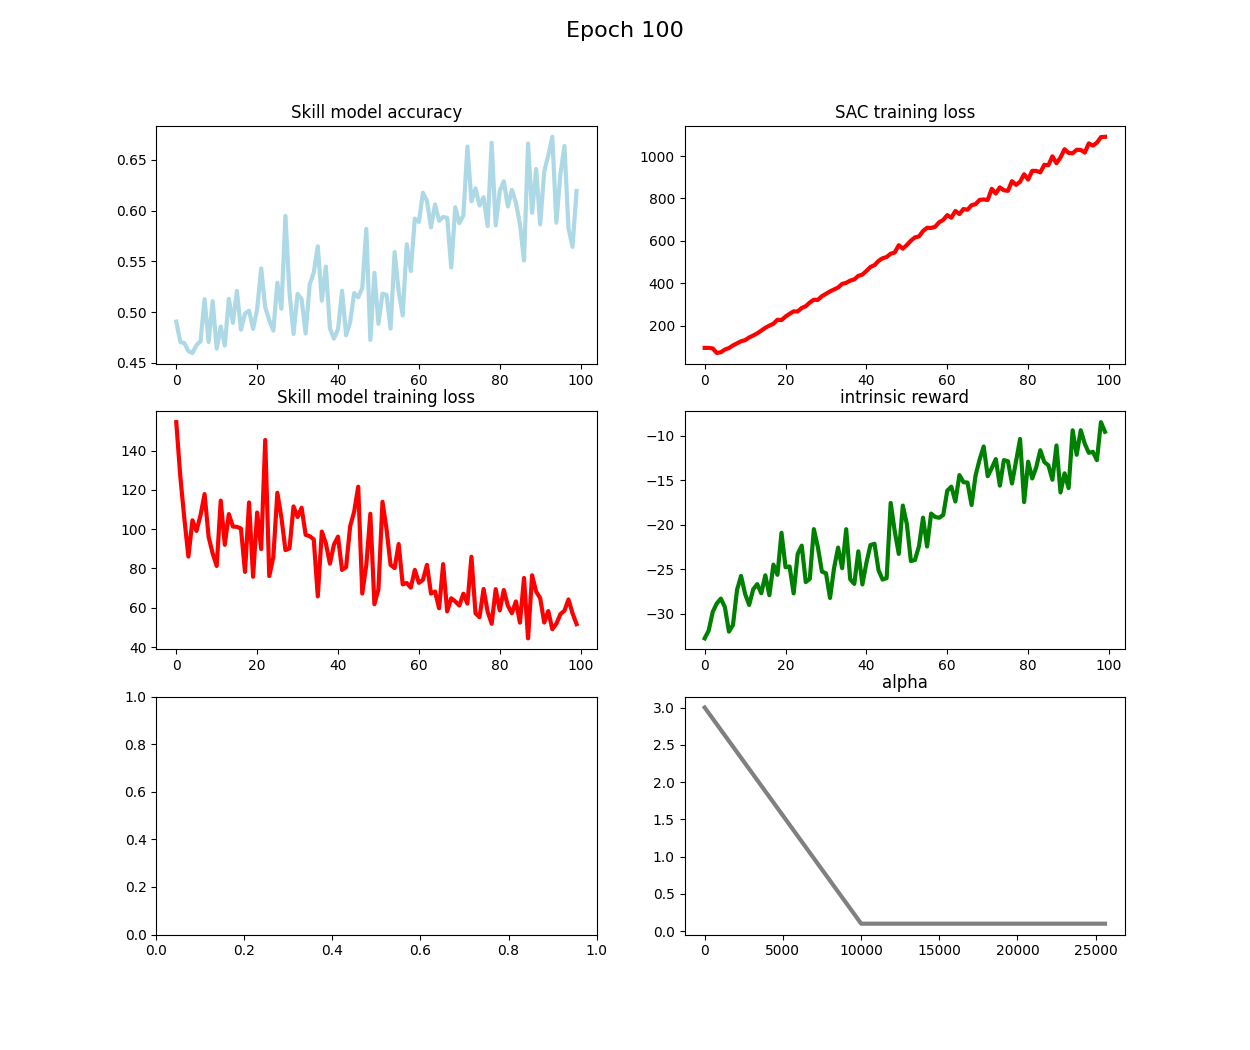 Epoch 100
Skill model accuracy
0.65
0.60
0.55
0.50
0.45
0 20 40 60 80 100
SAC training loss
1000
800
600
400
200
0 20 40 60 80 100
Skill model training loss
140
120
100
80
60
40
0 20 40 60 80 100
intrinsic reward
−10
−15
−20
−25
−30
0 20 40 60 80 100
1.0
0.8
0.6
0.4
0.2
0.0
0.0 0.2 0.4 0.6 0.8 1.0
alpha
3.0
2.5
2.0
1.5
1.0
0.5
0.0
0 5000 10000 15000 20000 25000